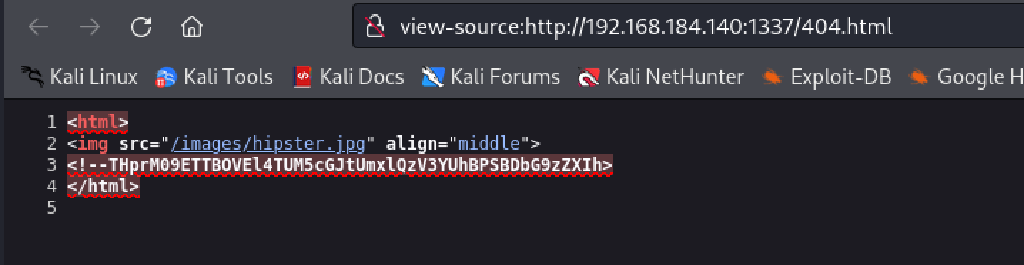 view-source:http://192.168.184.140:1337/404.html
Kali Linux Kali Tools Kali Docs Kali Forums Kali NetHunter Exploit-DB Google H
1 <html>
2 <img src="/images/hipster.jpg" align="middle">
3 <!--THprM09ETTBOVEl4TUM5cGJtUmxlQzV3YUhBPSBDbG9zZXIh>
4 </html>
5